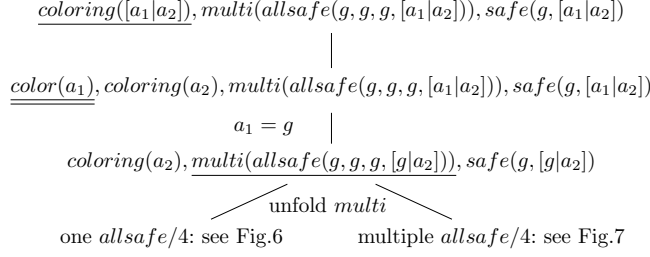 coloring([a₁|a₂]), multi(allsafe(g, g, g, [a₁|a₂])), safe(g, [a₁|a₂])
color(a₁), coloring(a₂), multi(allsafe(g, g, g, [a₁|a₂])), safe(g, [a₁|a₂])
a₁ = g
coloring(a₂), multi(allsafe(g, g, g, [g|a₂])), safe(g, [g|a₂])
unfold multi
one allsafe/4: see Fig.6 multiple allsafe/4: see Fig.7